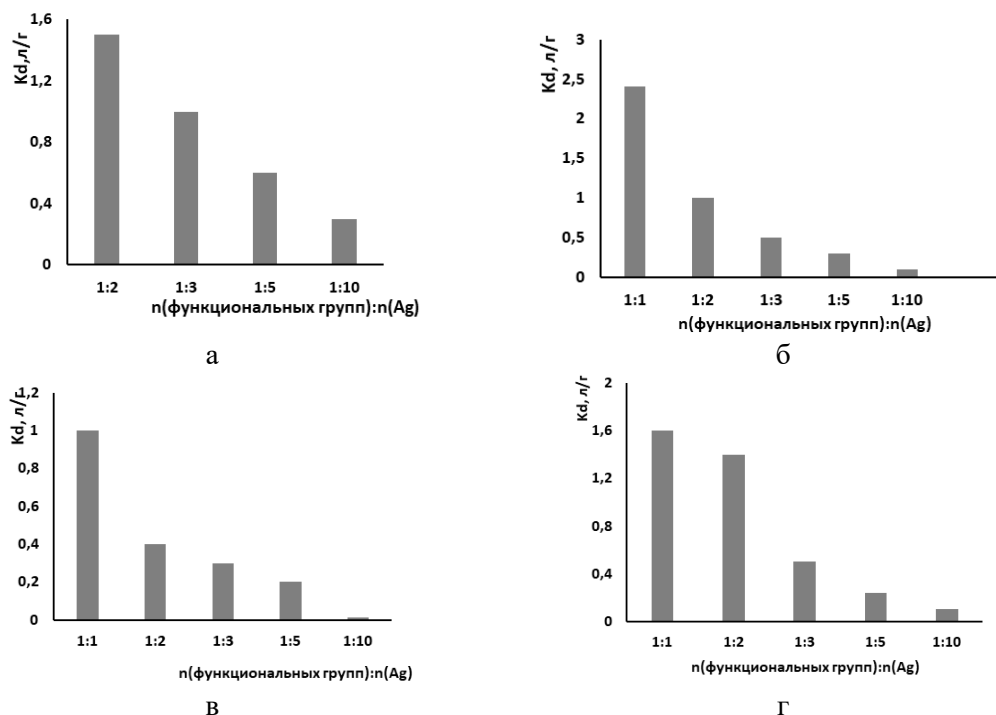 Kd,л/г
1,6
1,2
0,8
0,4
0
1:2 1:3 1:5 1:10
n(функциональных групп):n(Ag)
а
Kd, л/г
3
2,5
2
1,5
1
0,5
0
1:1 1:2 1:3 1:5 1:10
n(функциональных групп):n(Ag)
б
Kd, л/г
1,2
1
0,8
0,6
0,4
0,2
0
1:1 1:2 1:3 1:5 1:10
n(функциональных групп):n(Ag)
в
Kd, л/г
2
1,6
1,2
0,8
0,4
0
1:1 1:2 1:3 1:5 1:10
n(функциональных групп):n(Ag)
г